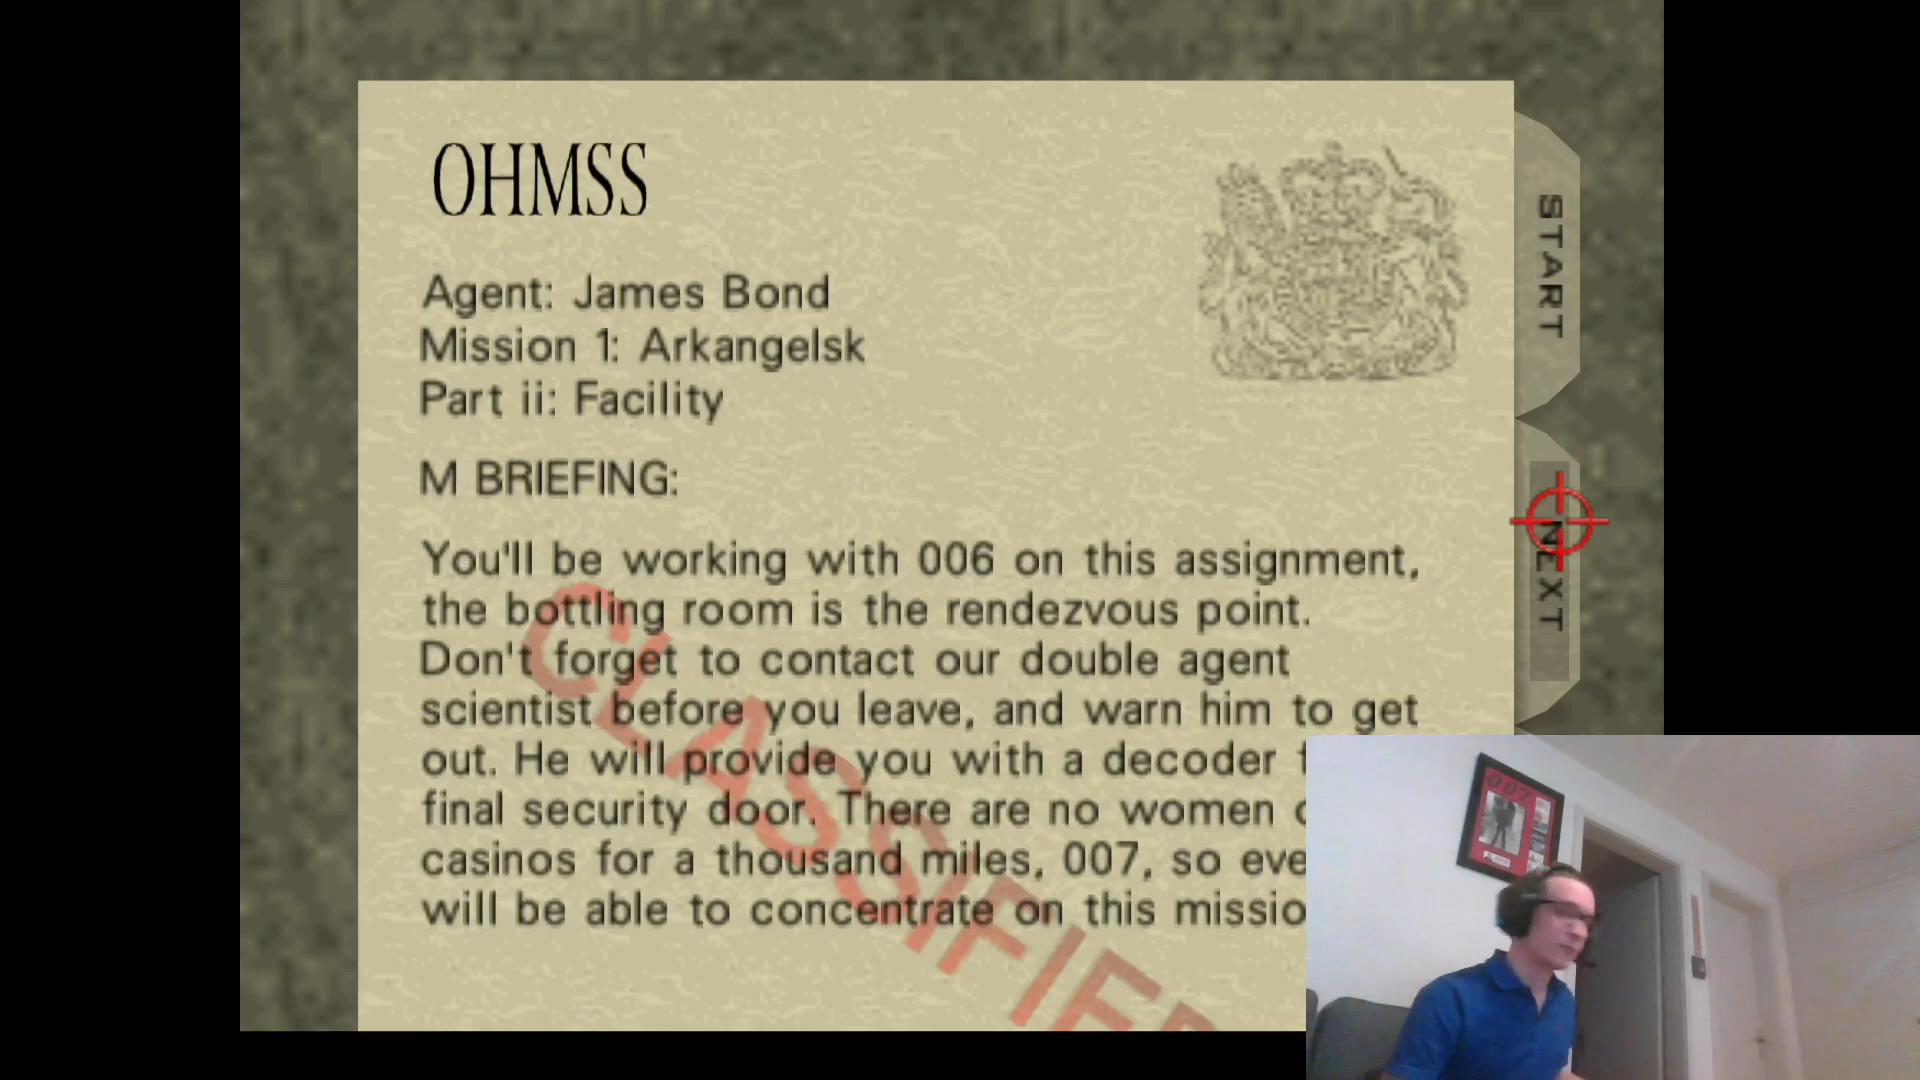 OHMSS
Agent: James Bond
Mission 1: Arkangelsk
Part ii: Facility
M BRIEFING:
You'll be working with 006 on this assignment,
the bottling room is the rendezvous point.
Don't forget to contact our double agent
scientist before you leave, and warn him to get
out. He will provide you with a decoder
final security door. There are no women
casinos for a thousand miles, 007, so
will be able to concentrate on this
CLASSIFIED
START
NEXT
007